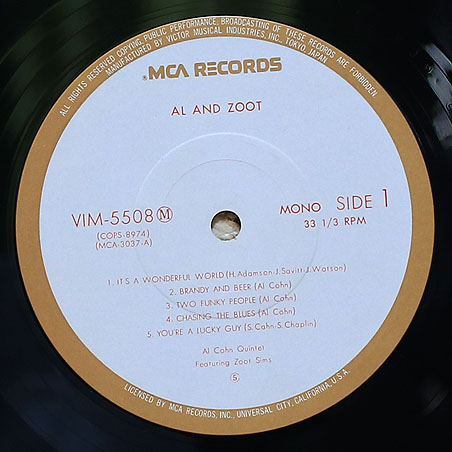 ALL RIGHTS RESERVED COPYING, PUBLIC PERFORMANCE, BROADCASTING OF THESE RECORDS ARE FORBIDDEN.
MANUFACTURED BY VICTOR MUSICAL INDUSTRIES, INC., TOKYO, JAPAN
MCA RECORDS
AL AND ZOOT
VIM-5508 Ⓜ
MONO SIDE 1
(COPS-8974)
33 1/3 RPM
(MCA-3037-A)
1. IT'S A WONDERFUL WORLD (H. Adamson. J. Savitt. J. Watson)
2. BRANDY AND BEER (Al Cohn)
3. TWO FUNKY PEOPLE (Al Cohn)
4. CHASING THE BLUES (Al Cohn)
5. YOU'RE A LUCKY GUY (S. Cahn-S. Chaplin)
Al Cohn Quintet
Featuring Zoot Sims
Ⓢ
LICENSED BY MCA RECORDS, INC., UNIVERSAL CITY, CALIFORNIA, U.S.A.